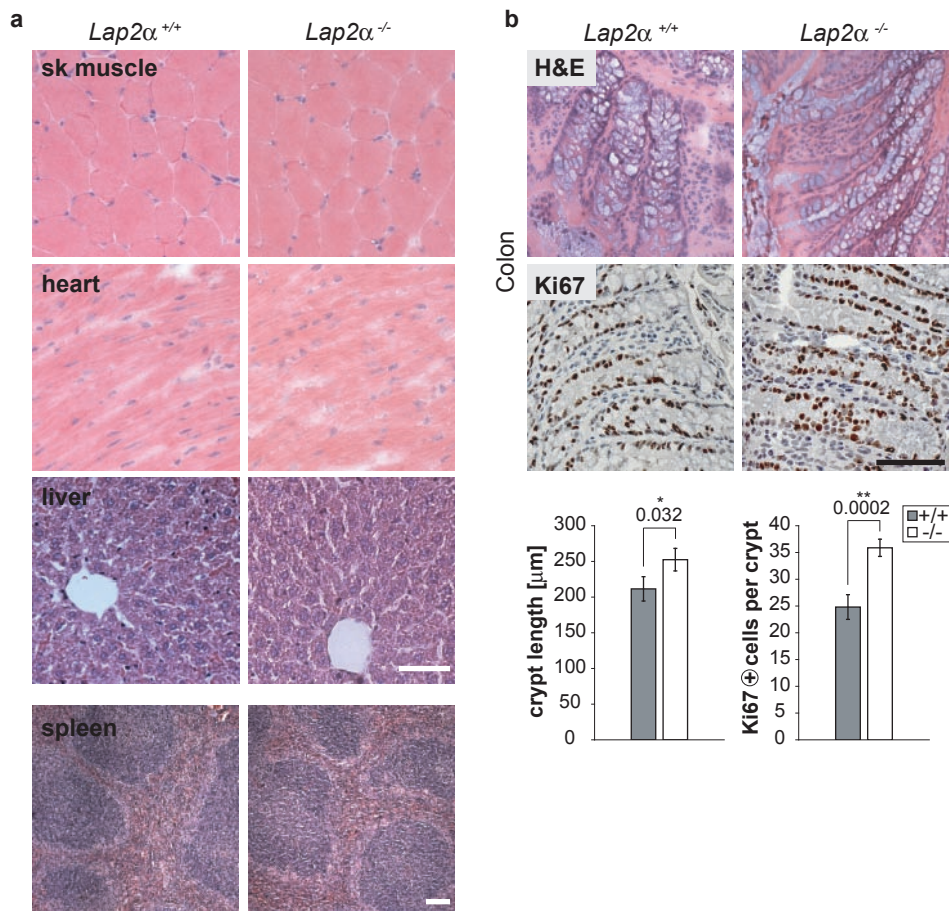 a
Lap2α +/+
Lap2α -/-
sk muscle
heart
liver
spleen
b
Lap2α +/+
Lap2α -/-
Colon
H&E
Ki67
*
0.032
crypt length [μm]
300
250
200
150
100
50
0
**
0.0002
Ki67 ⊕ cells per crypt
40
35
30
25
20
15
10
5
0
+/+
-/-